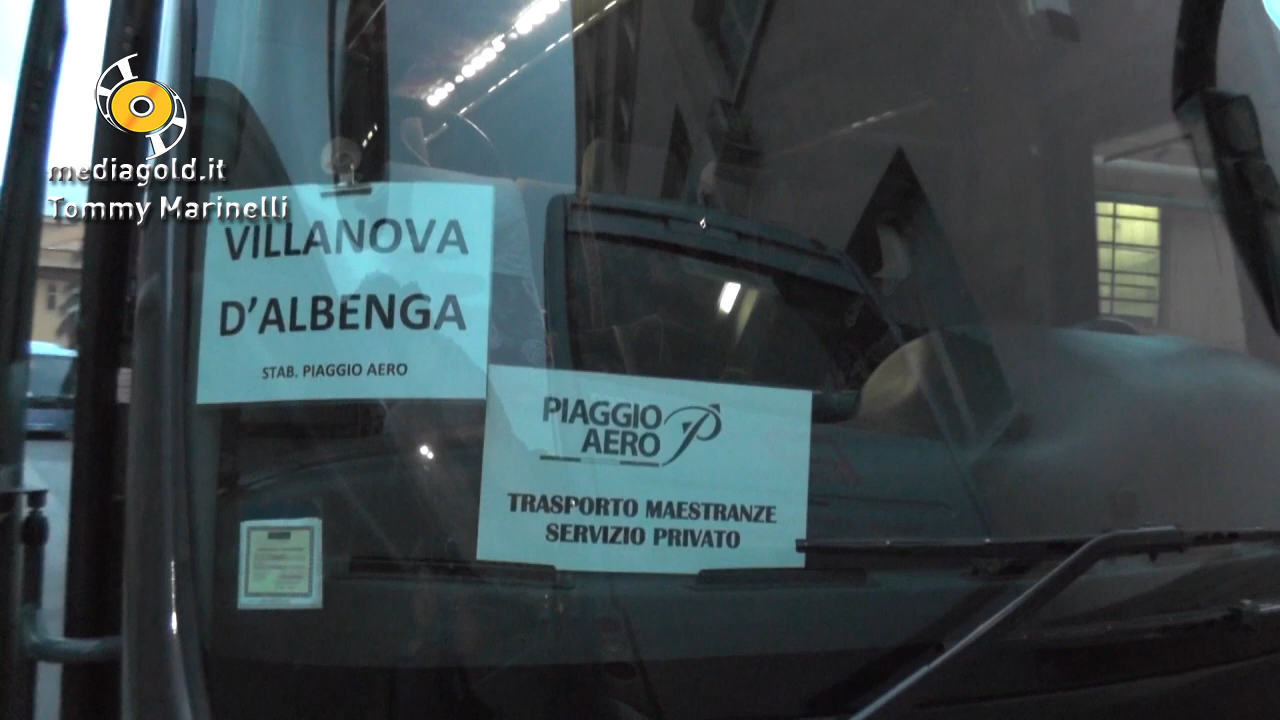 mediagold.it
Tommy Marinelli
VILLANOVA
D'ALBENGA
STAB. PIAGGIO AERO
PIAGGIO
AERO
TRASPORTO MAESTRANZE
SERVIZIO PRIVATO